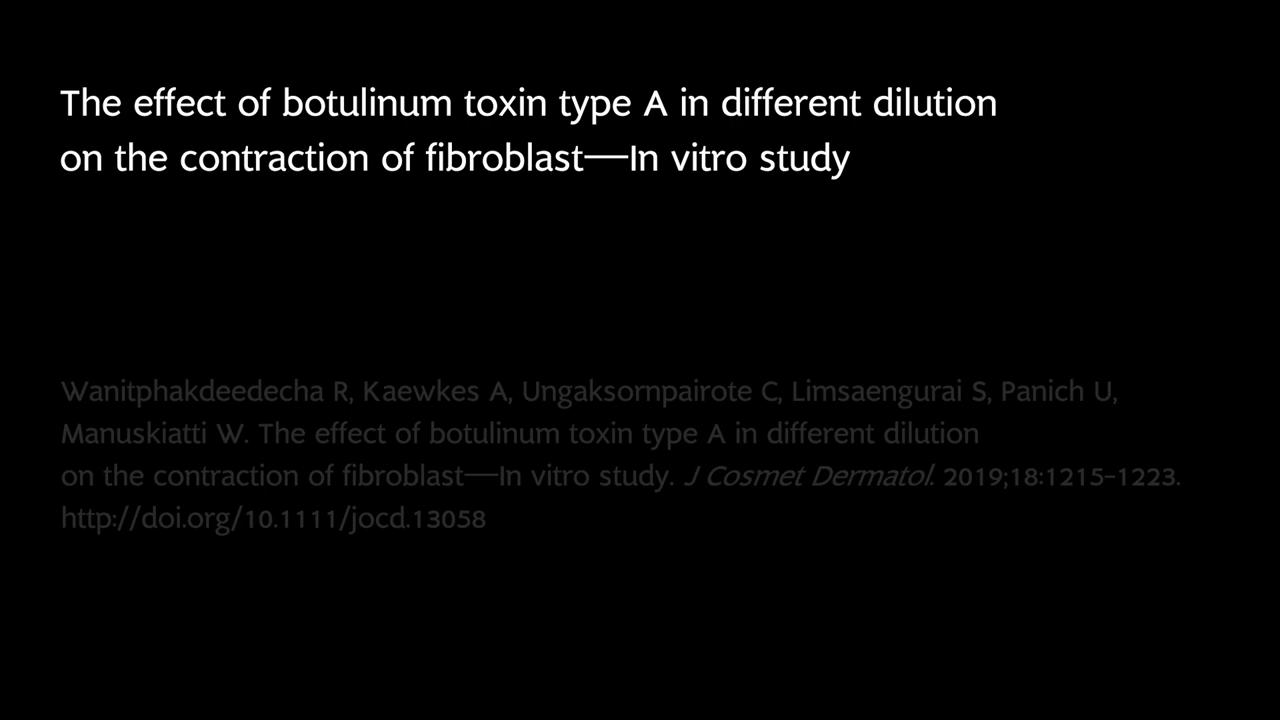 The effect of botulinum toxin type A in different dilution
on the contraction of fibroblast—In vitro study
Wanitphakdeedecha R, Kaewkes A, Ungaksornpairote C, Limsaengurai S, Panich U,
Manuskiatti W. The effect of botulinum toxin type A in different dilution
on the contraction of fibroblast—In vitro study. J Cosmet Dermatol. 2019;18:1215–1223.
http://doi.org/10.1111/jocd.13058